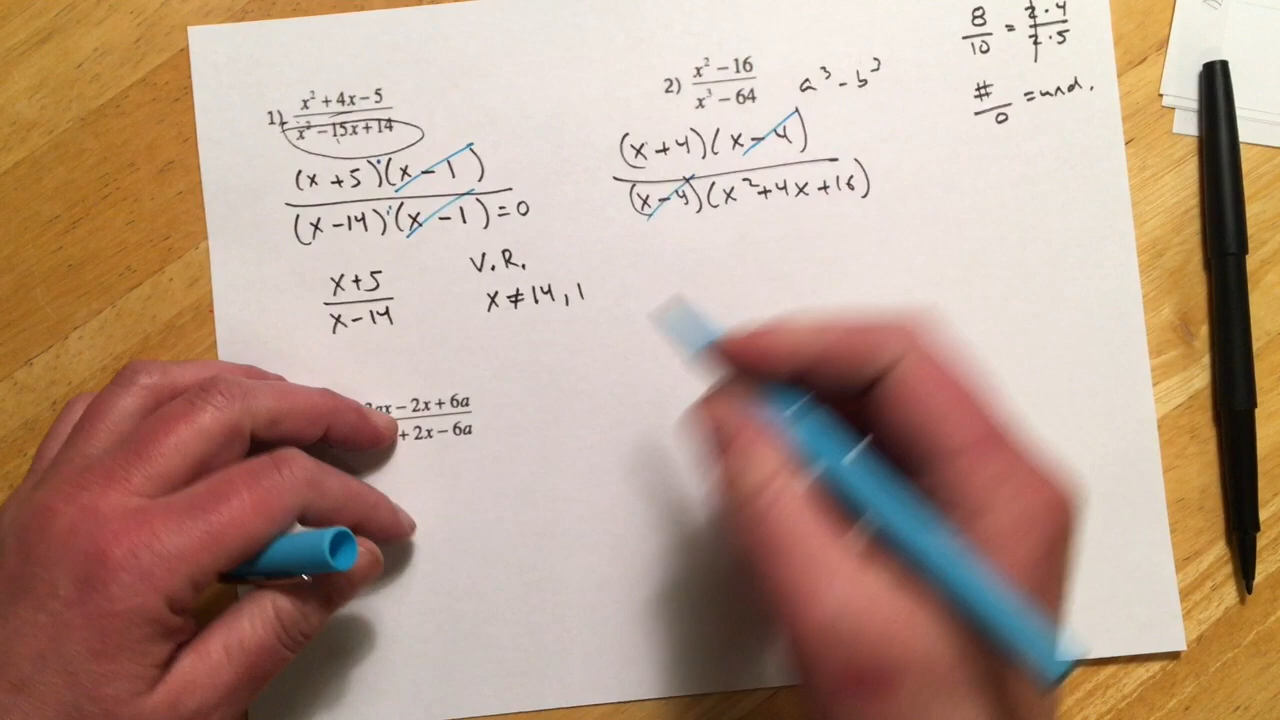 1) x² + 4x – 5
x² – 15x + 14
(x + 5)(x – 1)
(x – 14)(x – 1) = 0
x + 5
x – 14
V.R.
x ≠ 14, 1
2) x² – 16
x³ – 64
a³ – b³
(x + 4)(x – 4)
(x – 4)(x² + 4x + 16)
8/10 = 2 · 4/2 · 5
#/0 = und.
– 2x + 6a
+ 2x – 6a